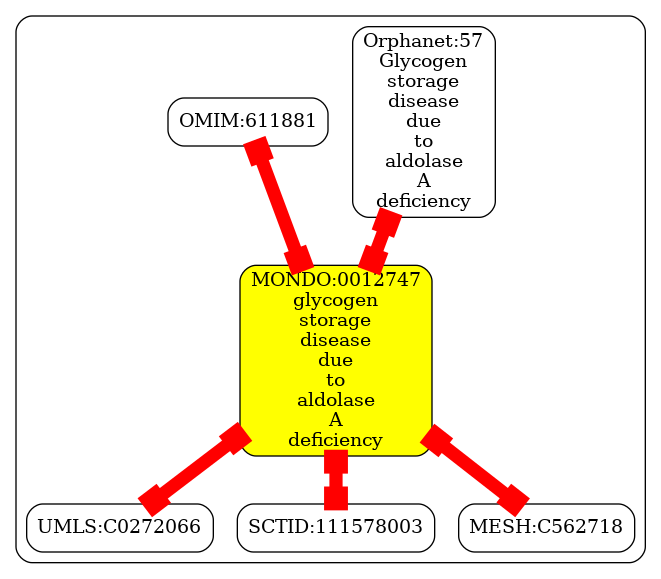 Orphanet:57
Glycogen
storage
disease
due
to
aldolase
A
deficiency
OMIM:611881
MONDO:0012747
glycogen
storage
disease
due
to
aldolase
A
deficiency
UMLS:C0272066
SCTID:111578003
MESH:C562718